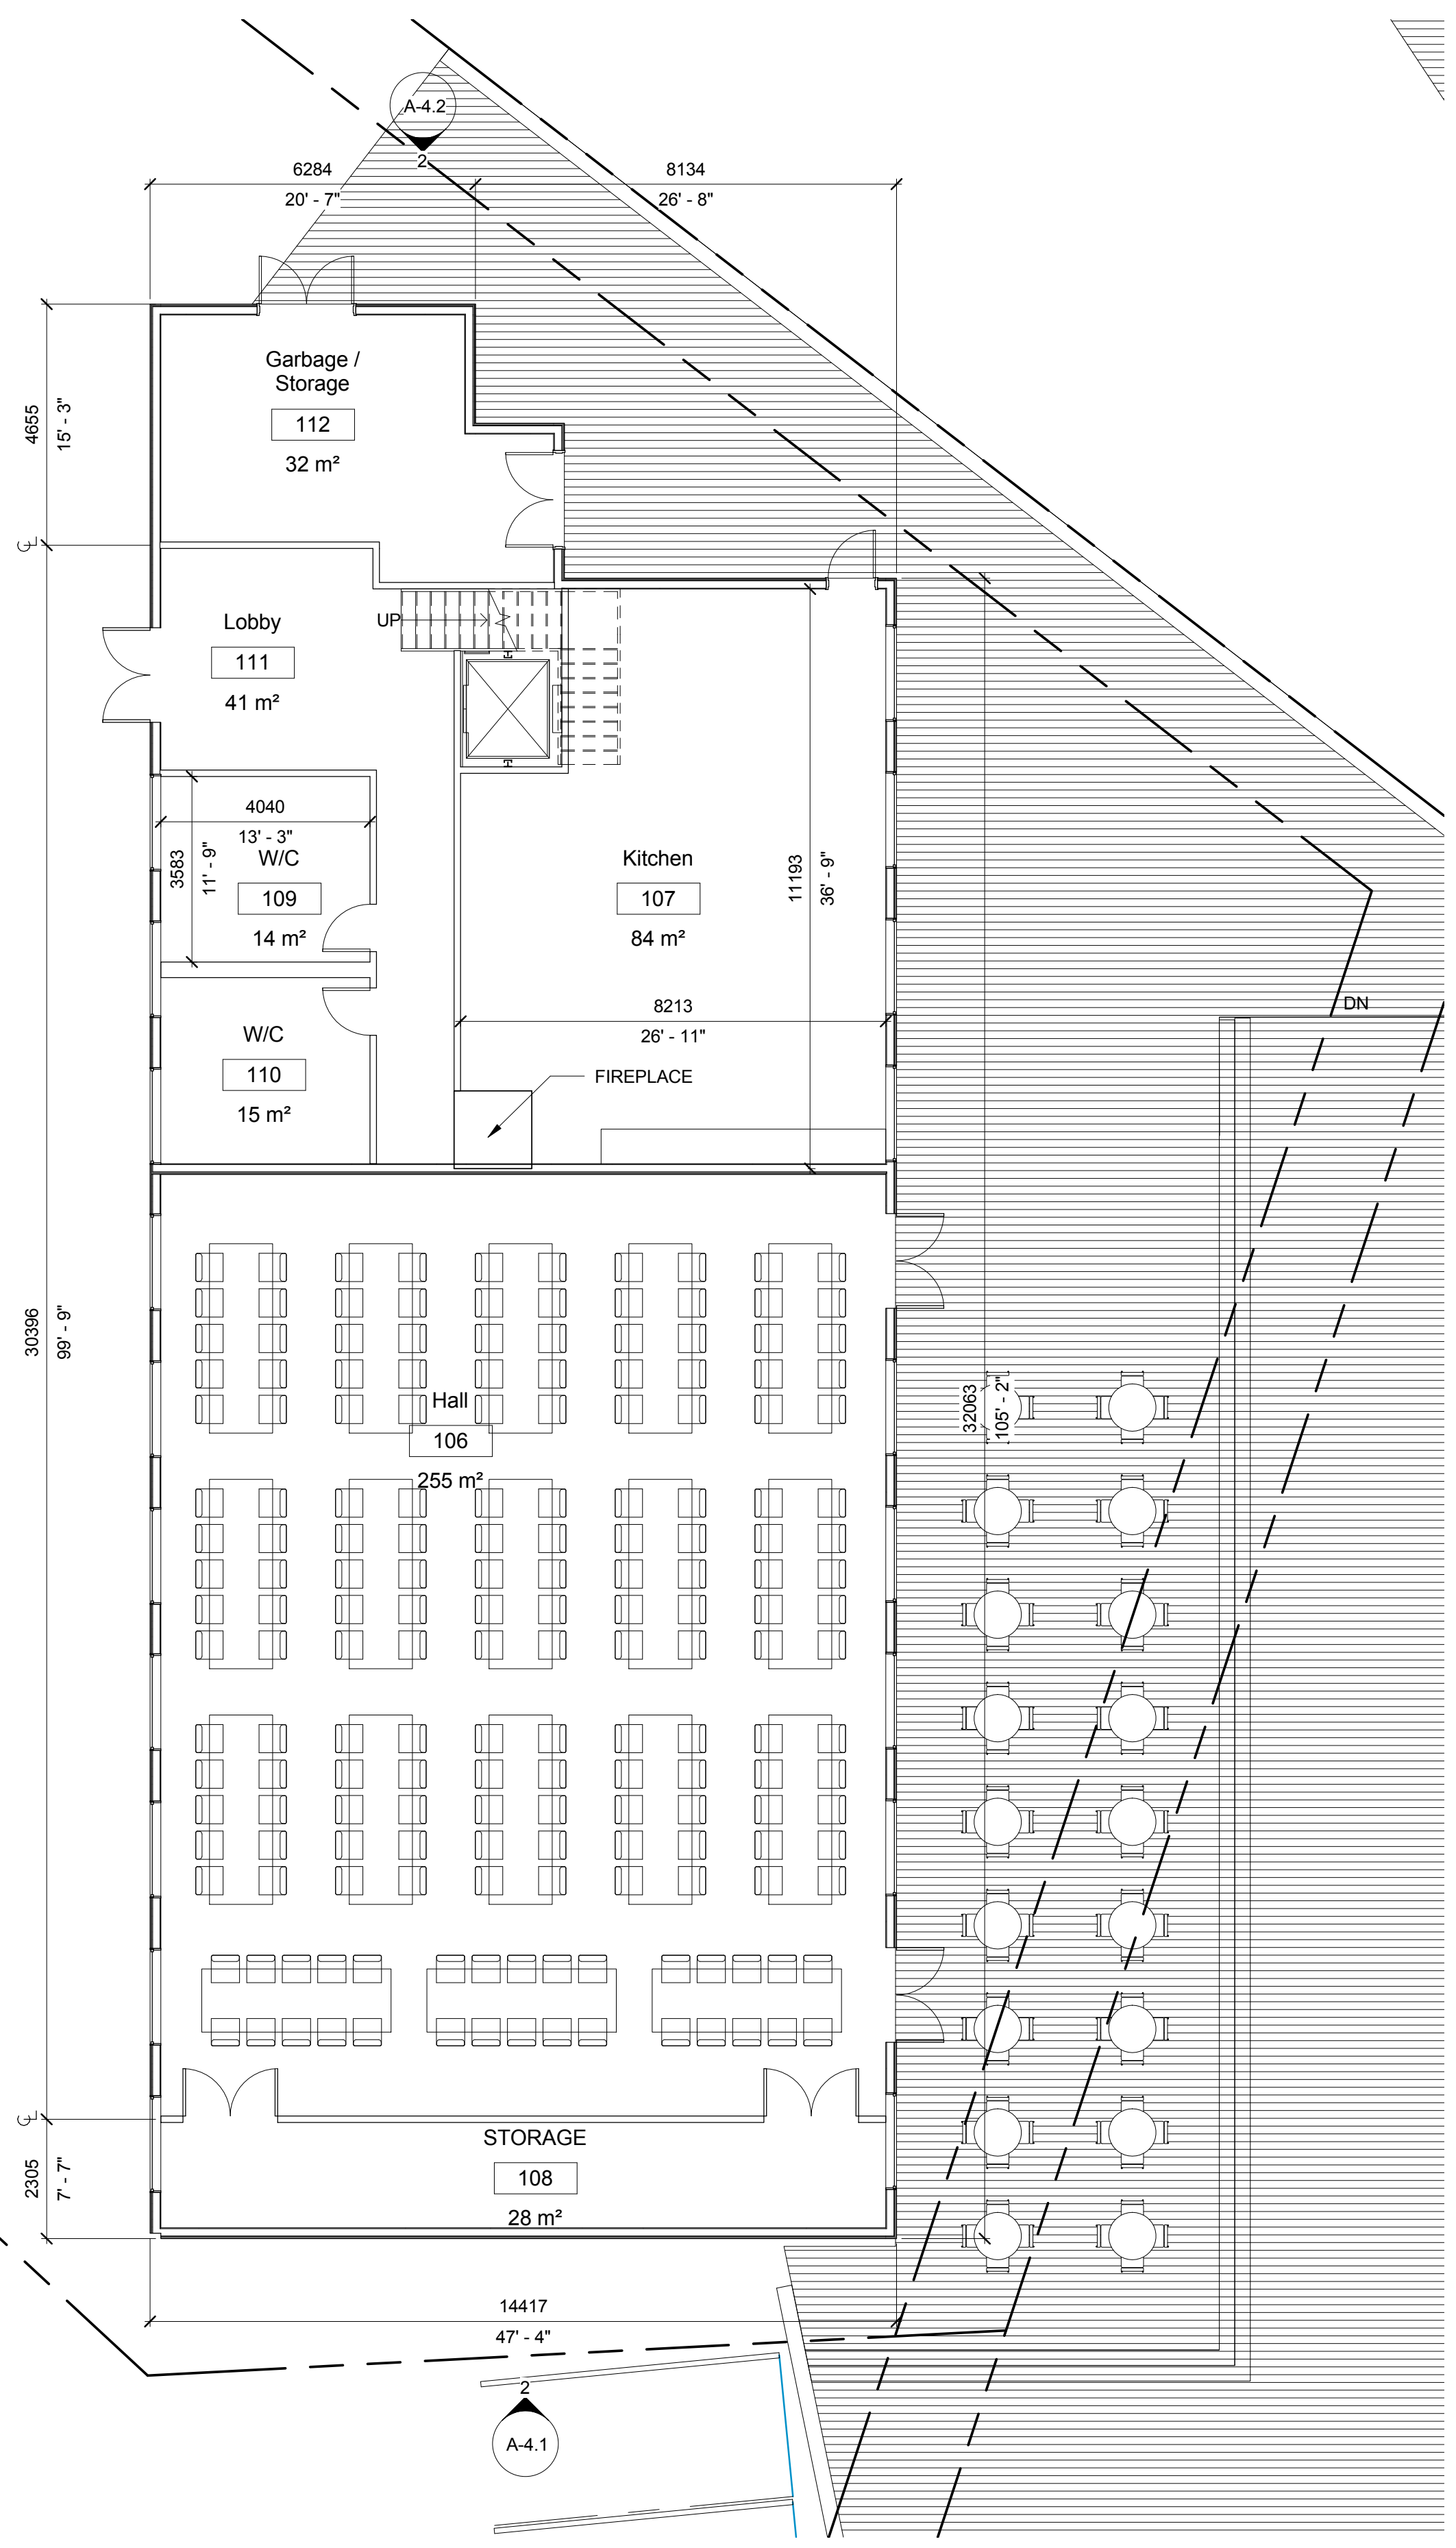 A-4.2
2
6284
20' - 7"
8134
26' - 8"
Garbage /
Storage
112
32 m²
4655
15' - 3"
CL
Lobby
111
41 m²
UP
4040
13' - 3"
3583
11' - 9"
W/C
109
14 m²
Kitchen
107
84 m²
11193
36' - 9"
8213
26' - 11"
DN
W/C
110
15 m²
FIREPLACE
30396
99' - 9"
Hall
106
255 m²
32063
105' - 2"
CL
STORAGE
108
28 m²
2305
7' - 7"
14417
47' - 4"
2
A-4.1